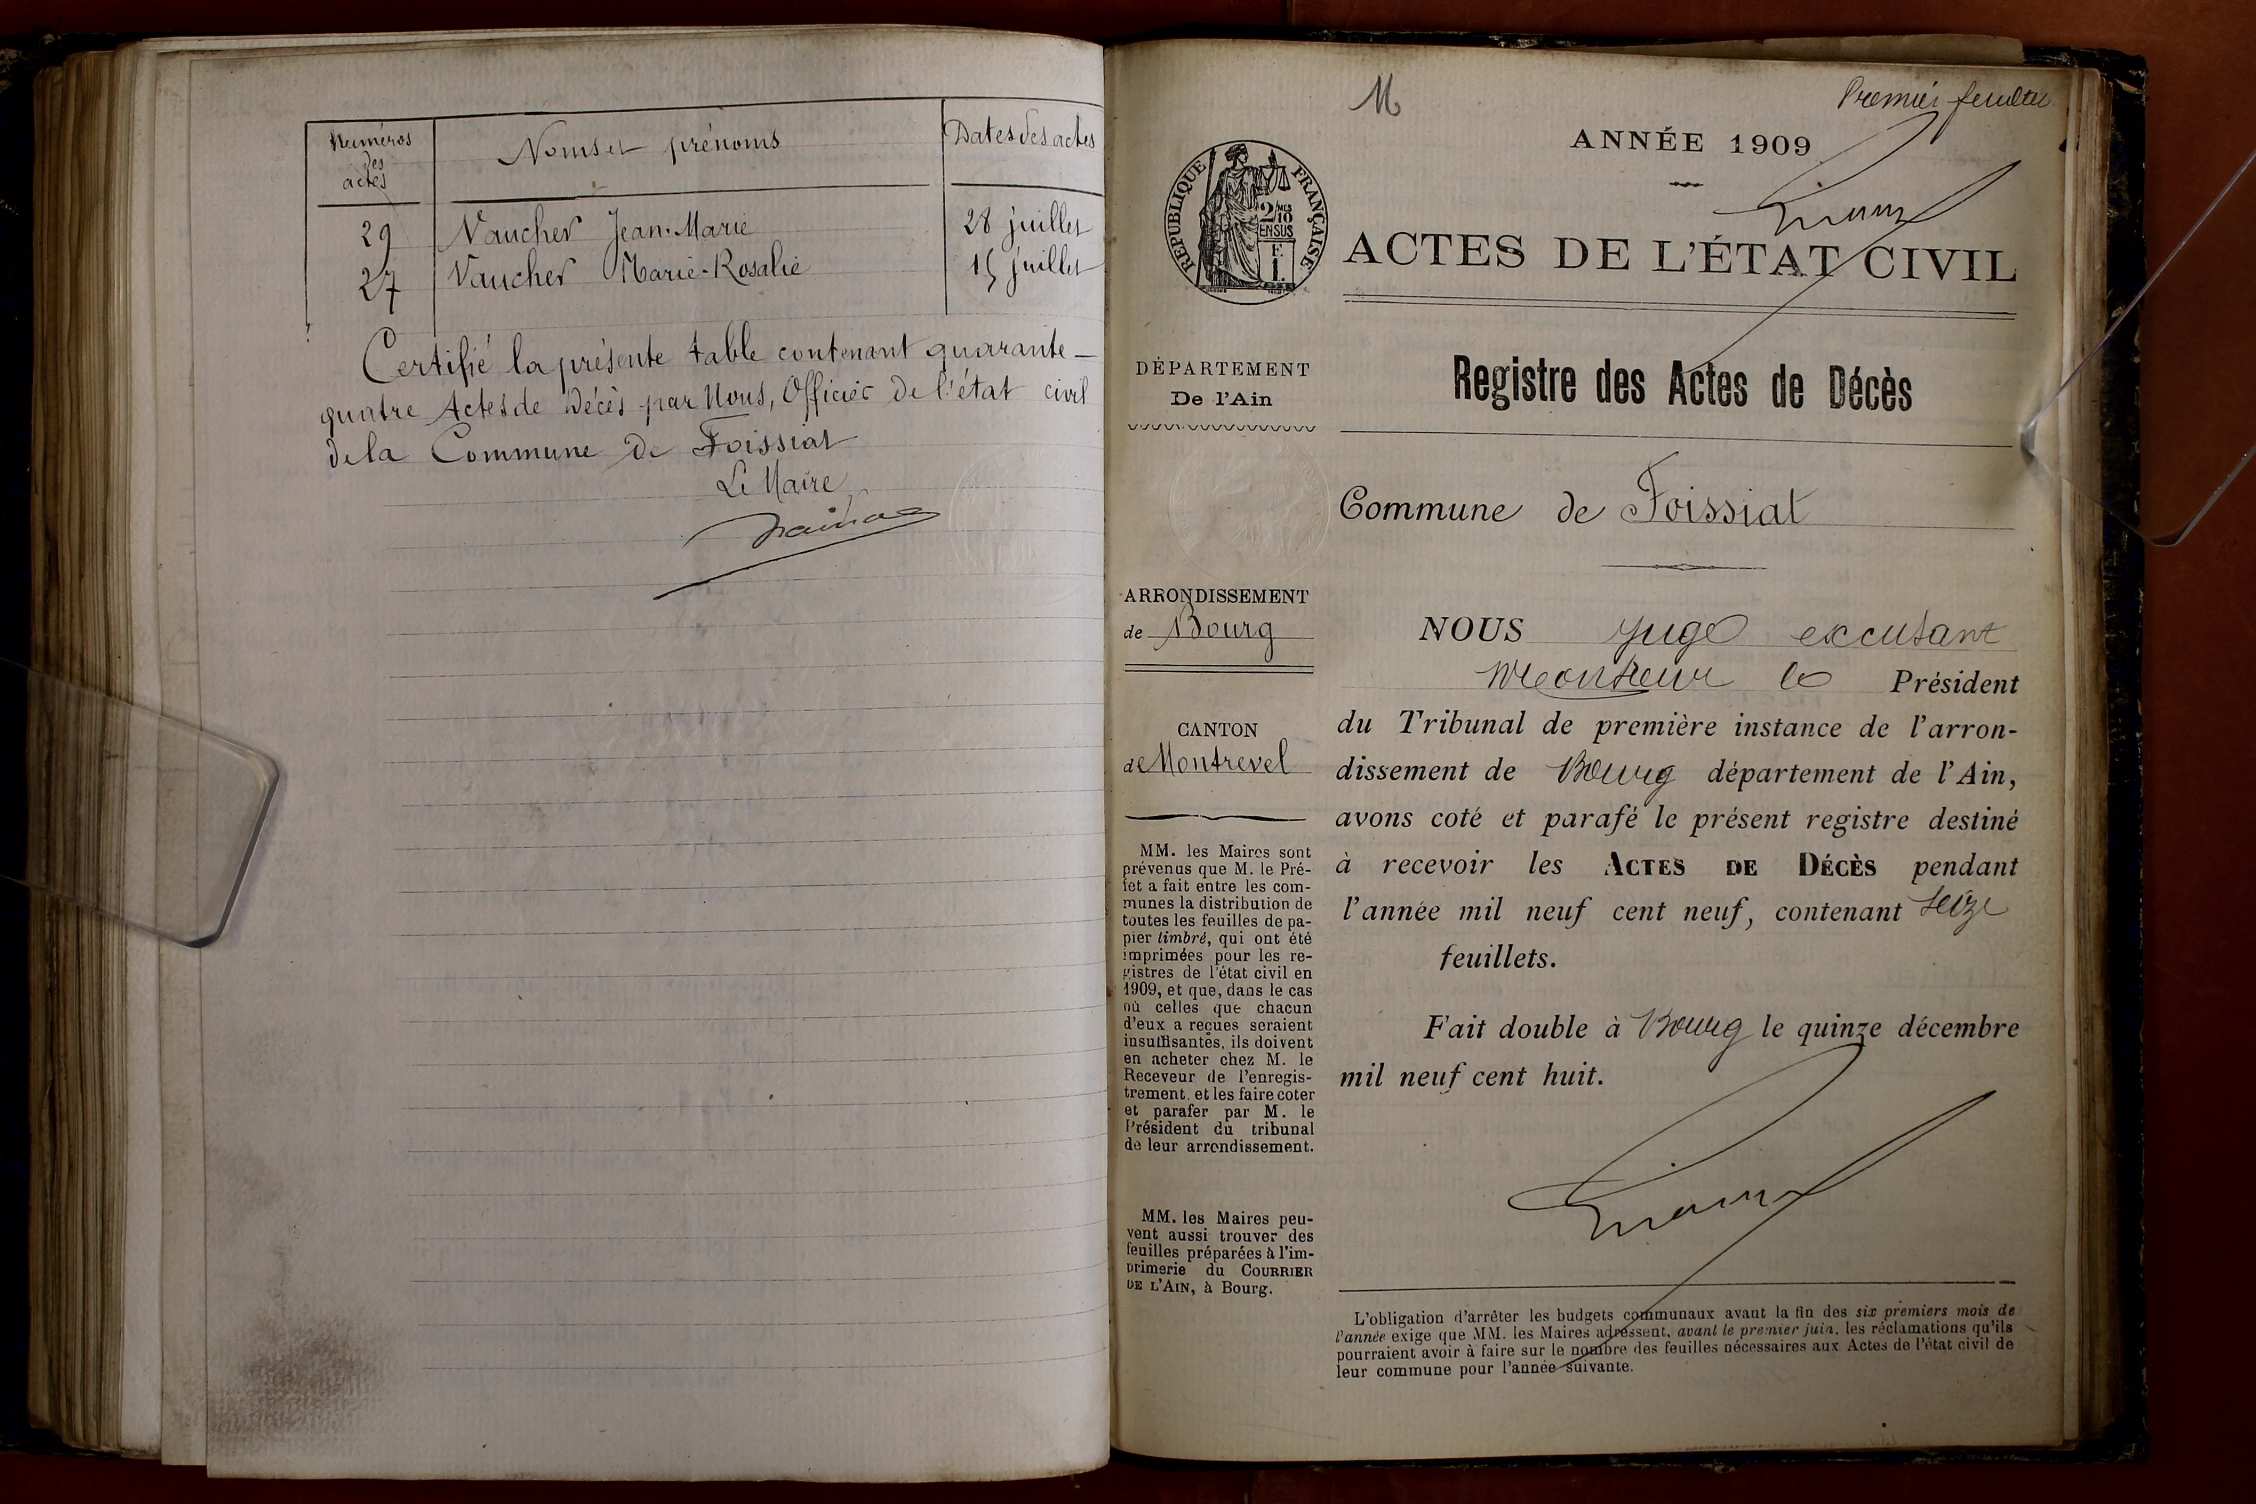 Numéros des actes
Noms et prénoms
Dates des actes
29 Vaucher Jean-Marie 28 juillet
27 Vaucher Marie-Rosalie 15 juillet
Certifié la présente table contenant quarante-
quatre Actes de Décès par Nous, Officier de l'état civil
de la Commune de Foissiat
Le Maire
M
Premier feuillet
ANNÉE 1909
RÉPUBLIQUE FRANÇAISE
2/10 MES
EN SUS
F.
1.
ACTES DE L'ÉTAT CIVIL
DÉPARTEMENT
De l'Ain
Registre des Actes de Décès
Commune de Foissiat
ARRONDISSEMENT
de Bourg
CANTON
de Montrevel
MM. les Maires sont
prévenus que M. le Pré-
fet a fait entre les com-
munes la distribution de
toutes les feuilles de pa-
pier timbré, qui ont été
imprimées pour les re-
gistres de l'état civil en
1909, et que, dans le cas
où celles que chacun
d'eux a reçues seraient
insuffisantes, ils doivent
en acheter chez M. le
Receveur de l'enregis-
trement, et les faire coter
et parafer par M. le
Président du tribunal
de leur arrondissement.
MM. les Maires peu-
vent aussi trouver des
feuilles préparées à l'im-
primerie du COURRIER
DE L'AIN, à Bourg.
NOUS Juge excusant
Monsieur le Président
du Tribunal de première instance de l'arron-
dissement de Bourg département de l'Ain,
avons coté et parafé le présent registre destiné
à recevoir les ACTES DE DÉCÈS pendant
l'année mil neuf cent neuf, contenant seize
feuillets.
Fait double à Bourg le quinze décembre
mil neuf cent huit.
L'obligation d'arrêter les budgets communaux avant la fin des six premiers mois de
l'année exige que MM. les Maires adressent, avant le premier juin, les réclamations qu'ils
pourraient avoir à faire sur le nombre des feuilles nécessaires aux Actes de l'état civil de
leur commune pour l'année suivante.